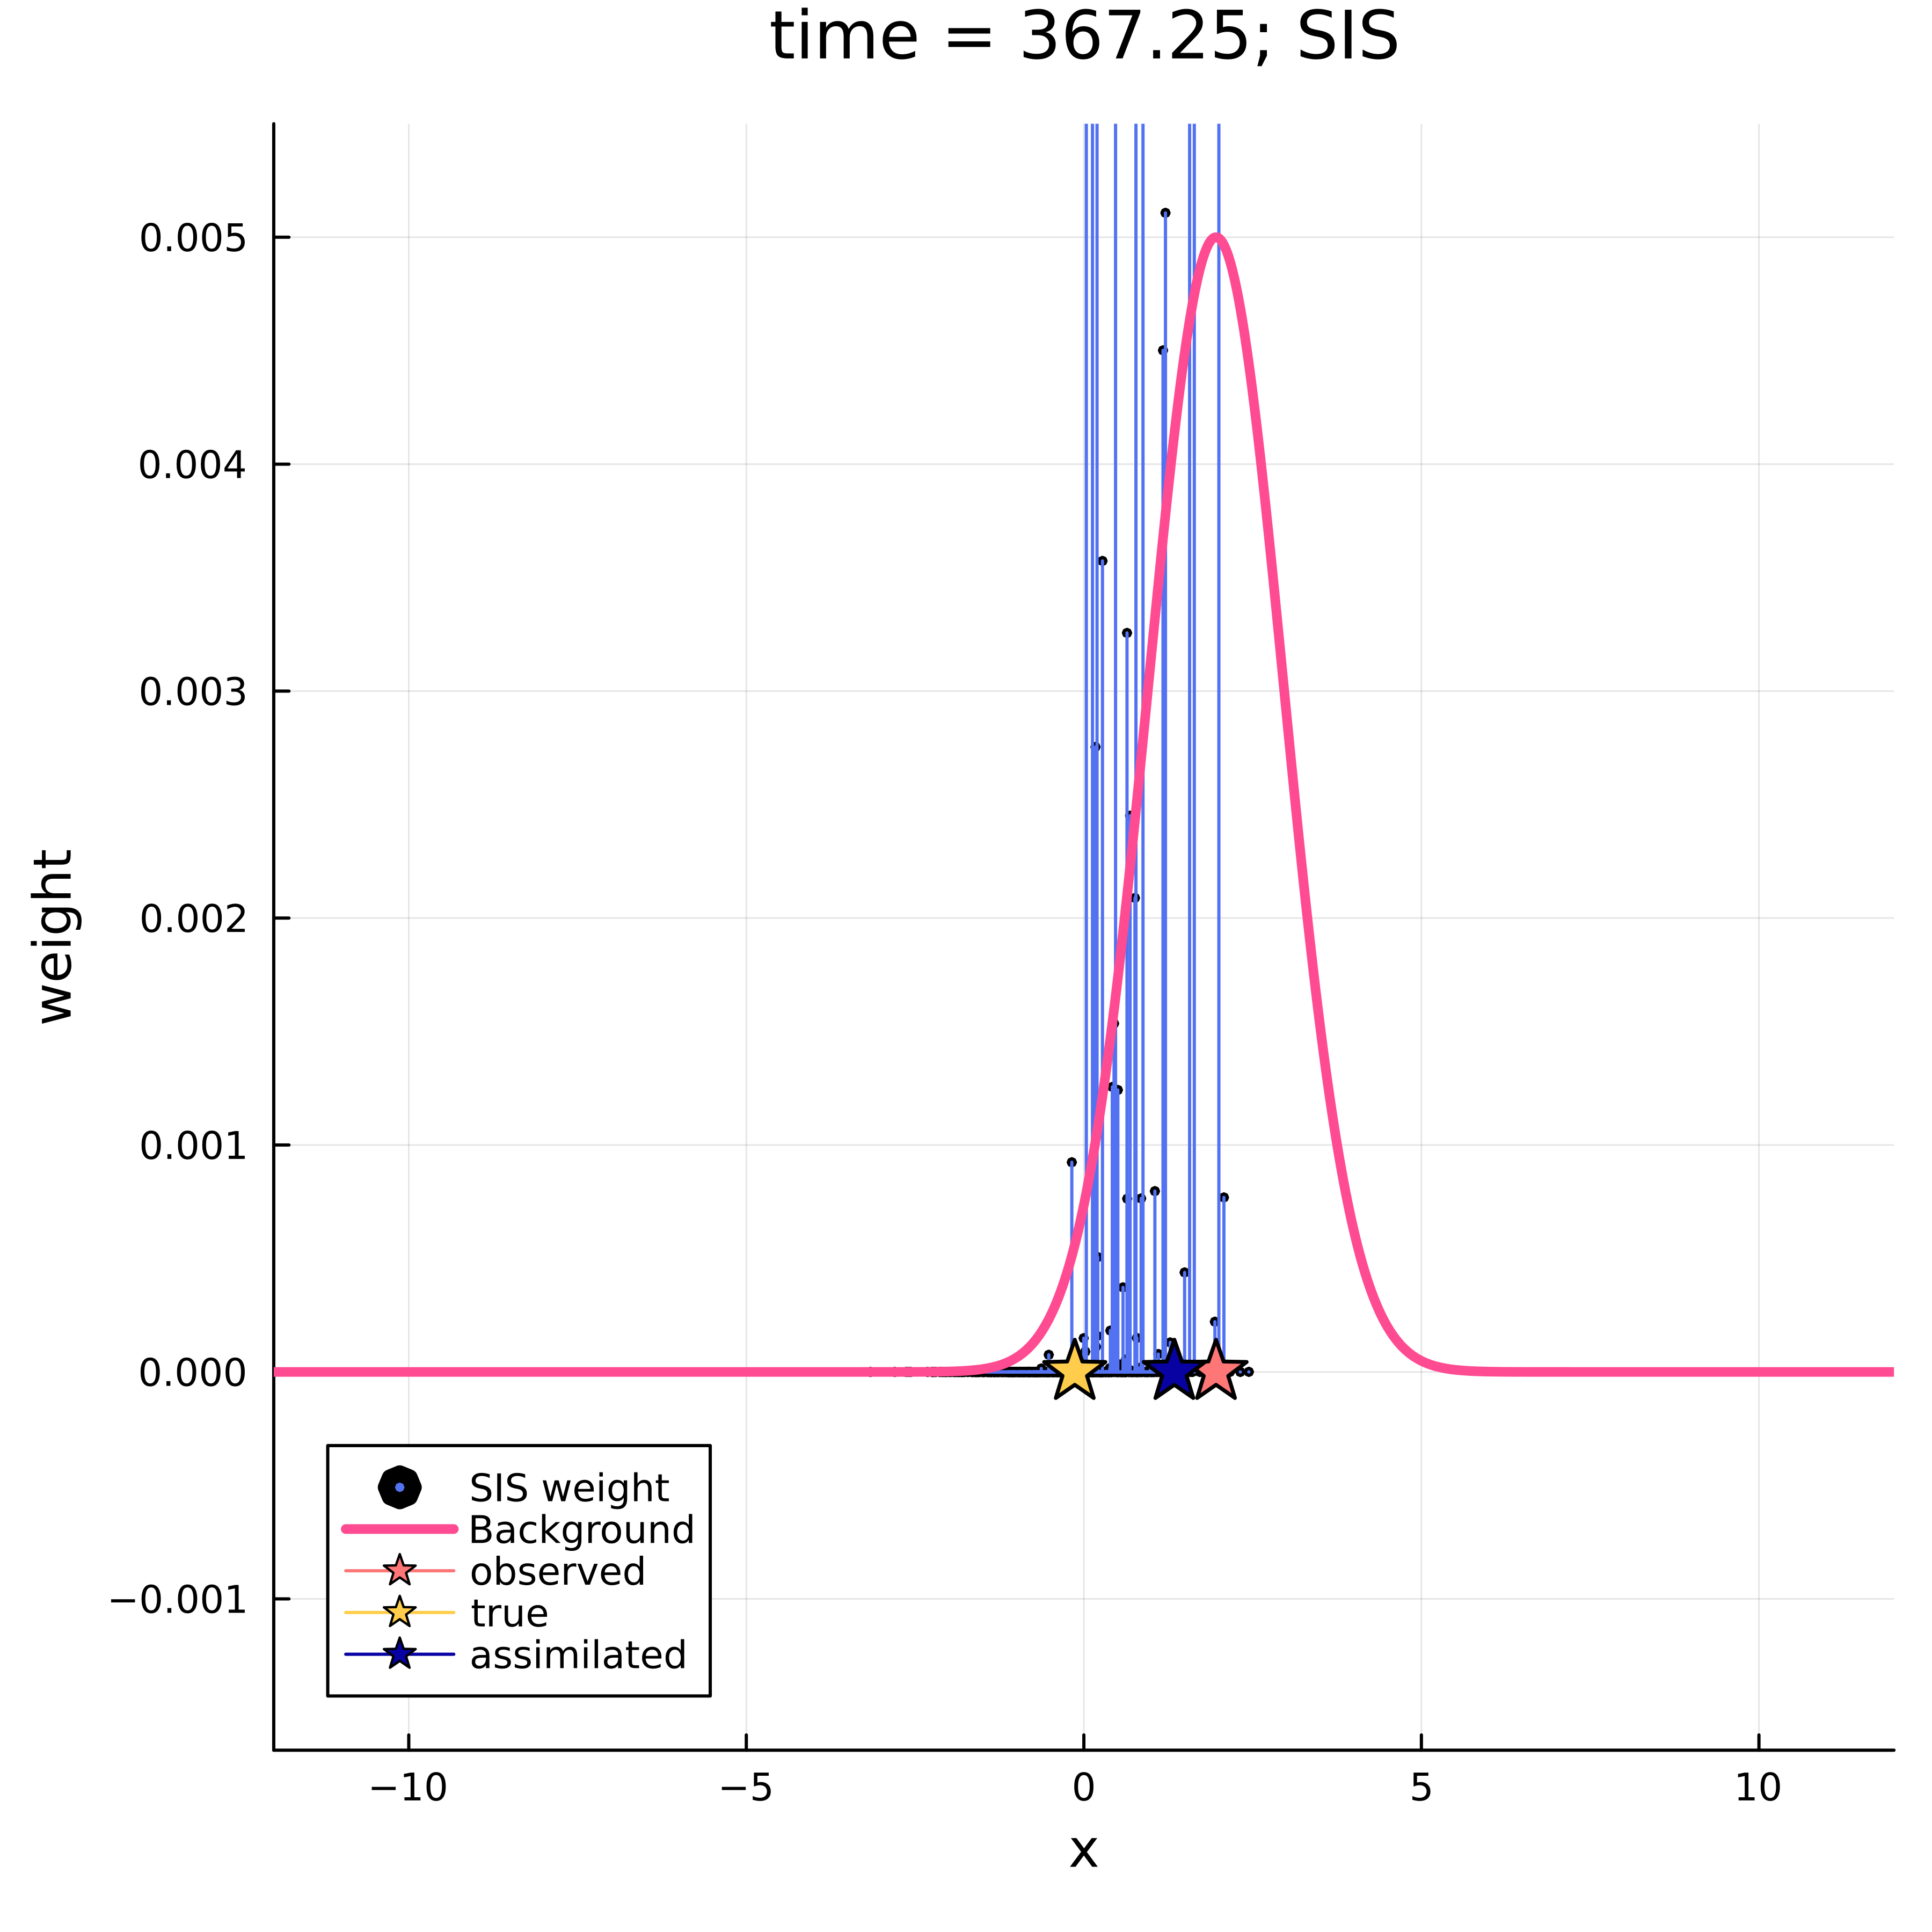 time = 367.25; SIS
0.005
0.004
0.003
0.002
0.001
0.000
−0.001
weight
SIS weight
Background
observed
true
assimilated
−10 −5 0 5 10
x